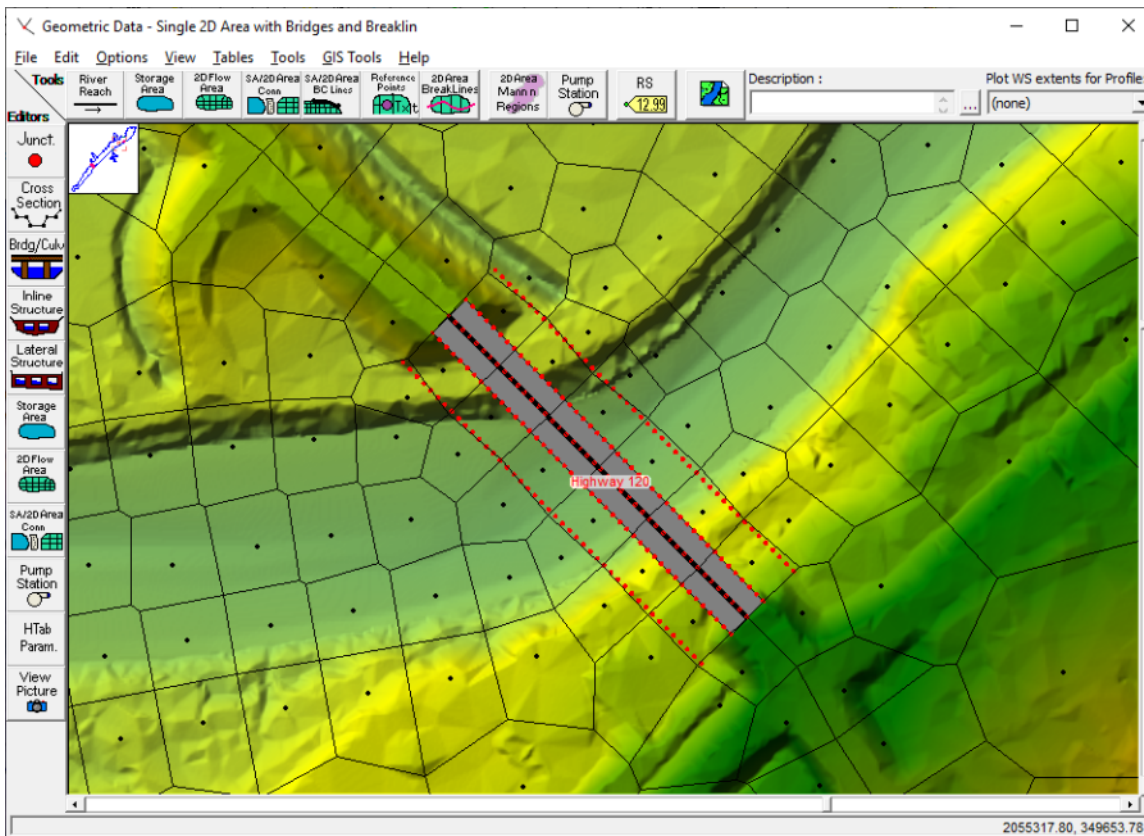 Geometric Data - Single 2D Area with Bridges and Breaklin
File Edit Options View Tables Tools GIS Tools Help
Tools
Editors
River
Reach
Storage
Area
2D Flow
Area
SA/2D Area
Conn
SA/2D Area
BC Lines
Reference
Points
Txt
2D Area
BreakLines
2D Area
Mann n
Regions
Pump
Station
RS
12.99
Description :
...
Plot WS extents for Profile:
(none)
Junct.
Cross
Section
Brdg/Culv
Inline
Structure
Lateral
Structure
Storage
Area
2D Flow
Area
SA/2D Area
Conn
Pump
Station
HTab
Param.
View
Picture
Highway 120
2055317.80, 349653.78